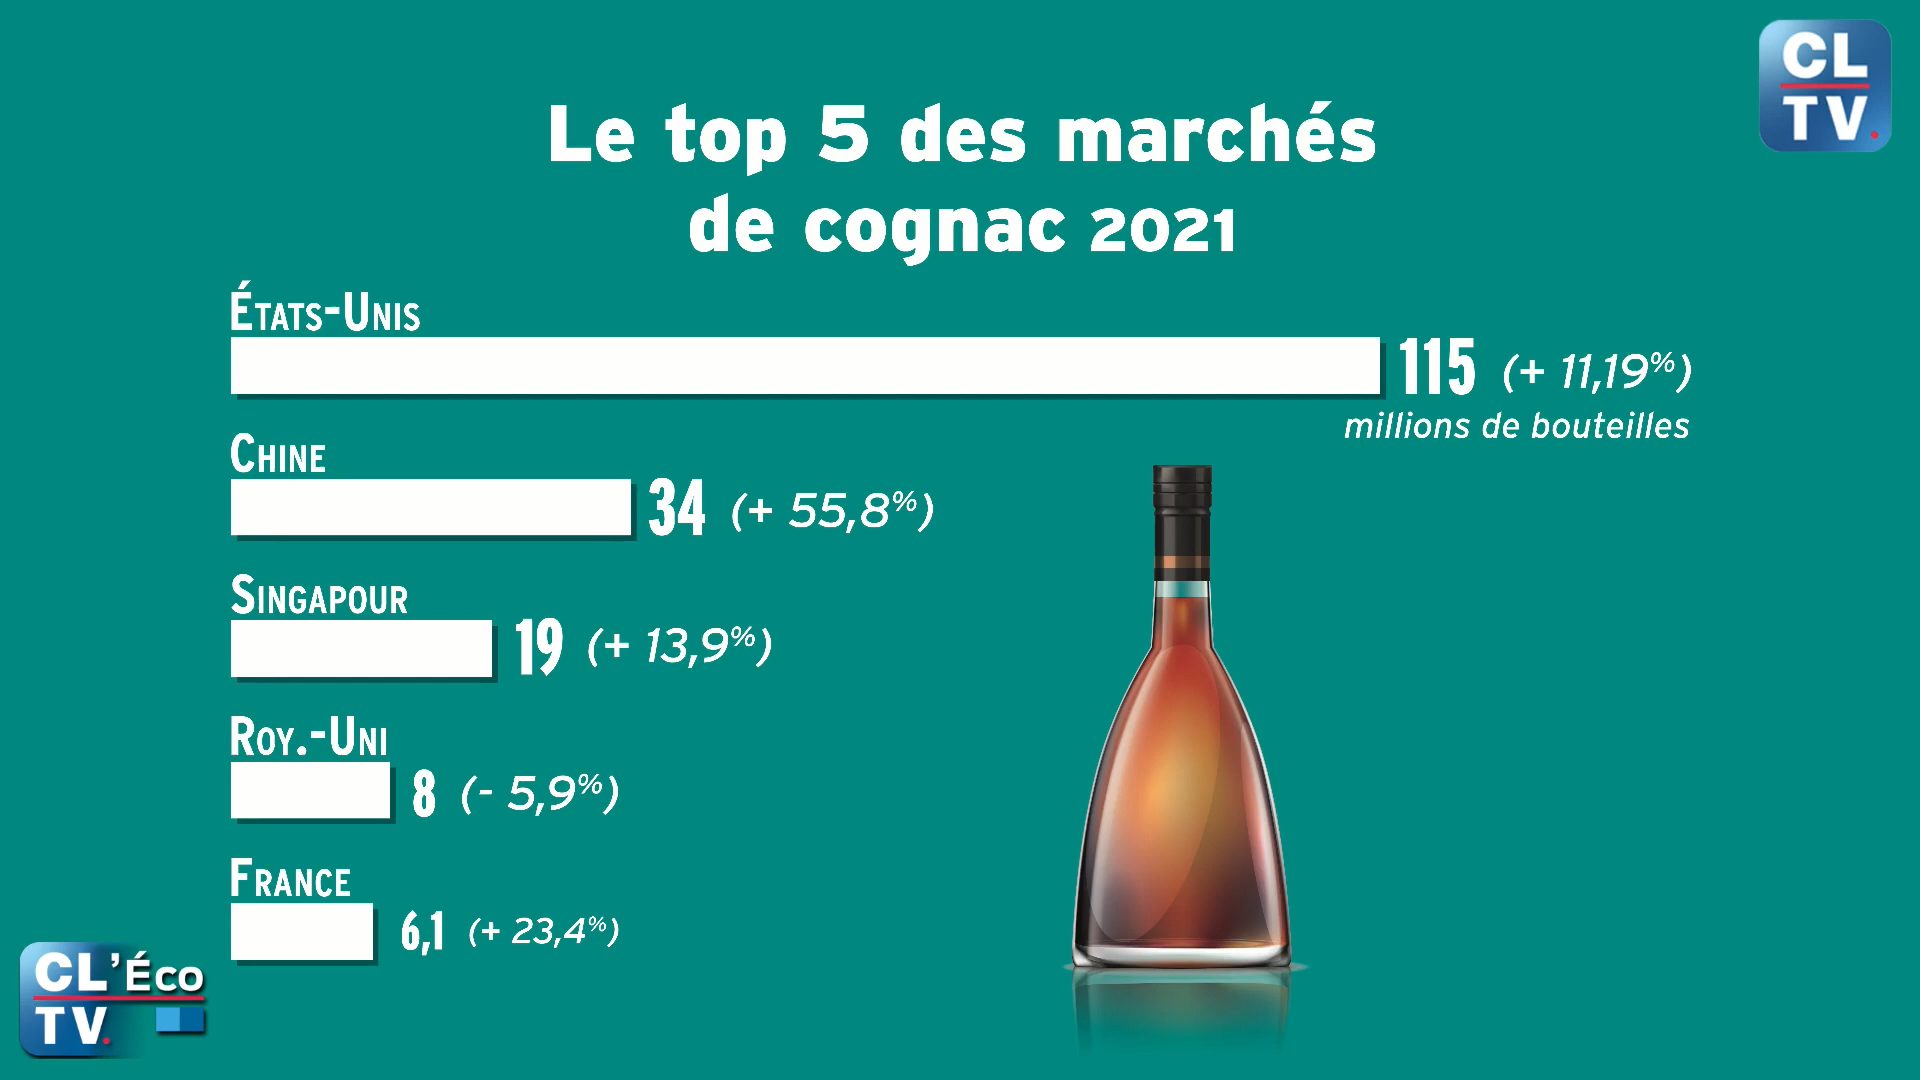 CL
TV.
Le top 5 des marchés
de cognac 2021
États-Unis
115 (+ 11,19%)
millions de bouteilles
Chine
34 (+ 55,8%)
Singapour
19 (+ 13,9%)
Roy.-Uni
8 (- 5,9%)
France
6,1 (+ 23,4%)
CL'Éco
TV.